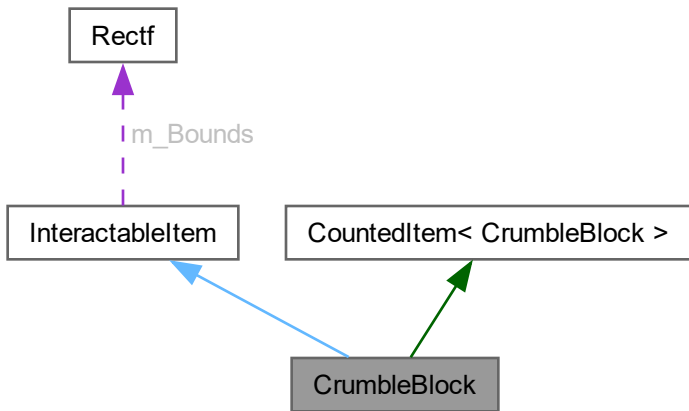 Rectf
m_Bounds
InteractableItem
CountedItem< CrumbleBlock >
CrumbleBlock